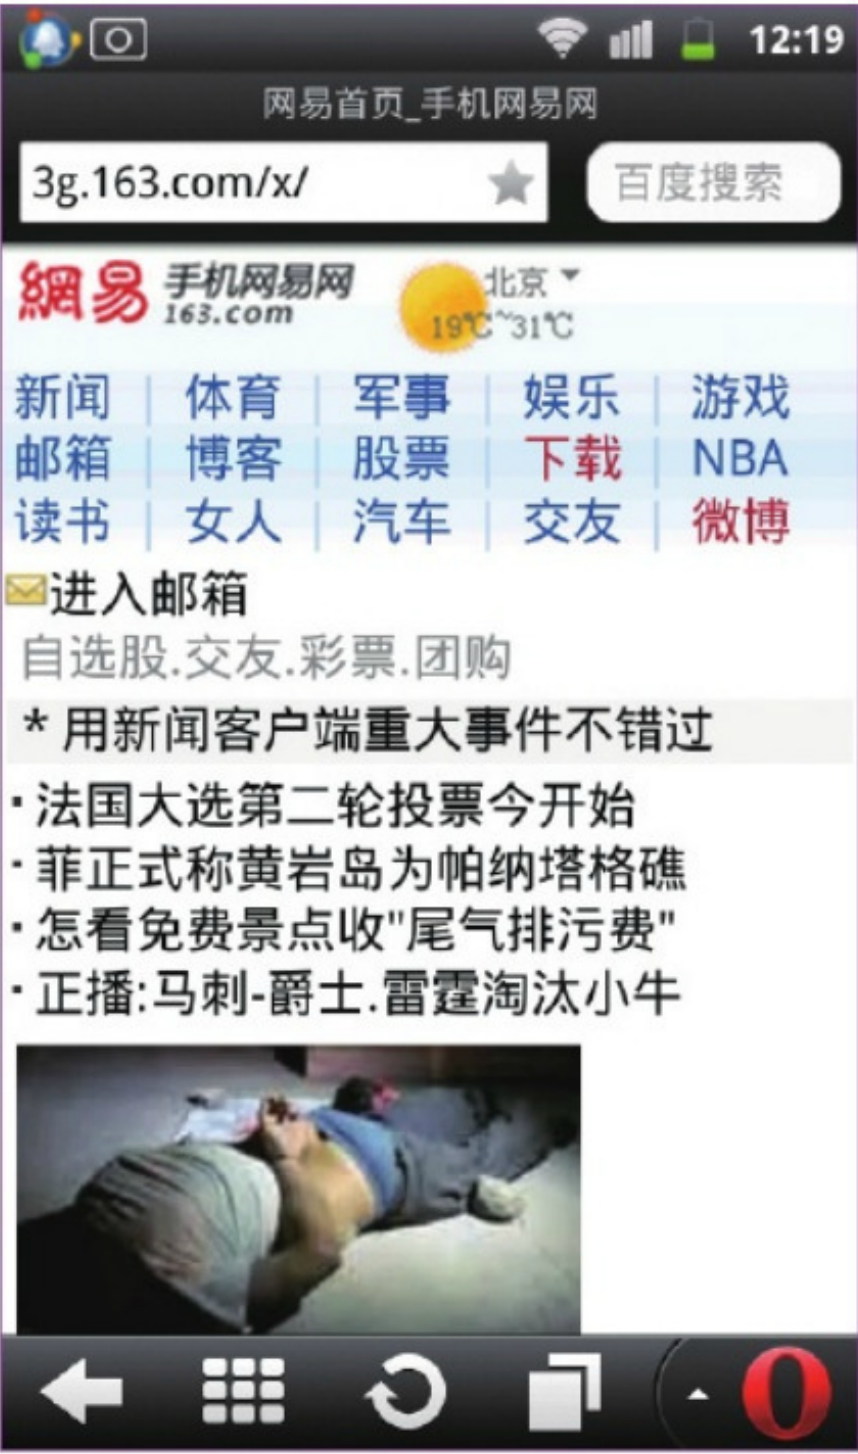 12:19
网易首页_手机网易网
3g.163.com/x/ 百度搜索
網易 手机网易网 北京
163.com 19℃~31℃
新闻 体育 军事 娱乐 游戏
邮箱 博客 股票 下载 NBA
读书 女人 汽车 交友 微博
进入邮箱
自选股.交友.彩票.团购
* 用新闻客户端重大事件不错过
· 法国大选第二轮投票今开始
· 菲正式称黄岩岛为帕纳塔格礁
· 怎看免费景点收"尾气排污费"
· 正播:马刺-爵士.雷霆淘汰小牛